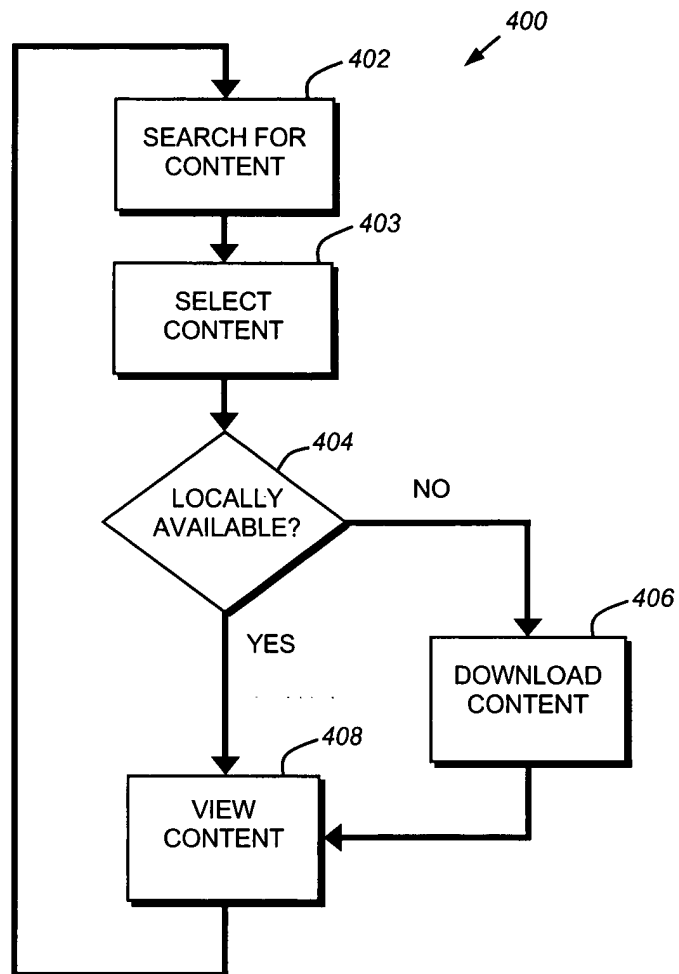 400
402
SEARCH FOR
CONTENT
403
SELECT
CONTENT
404
LOCALLY
AVAILABLE?
NO
YES
406
DOWNLOAD
CONTENT
408
VIEW
CONTENT